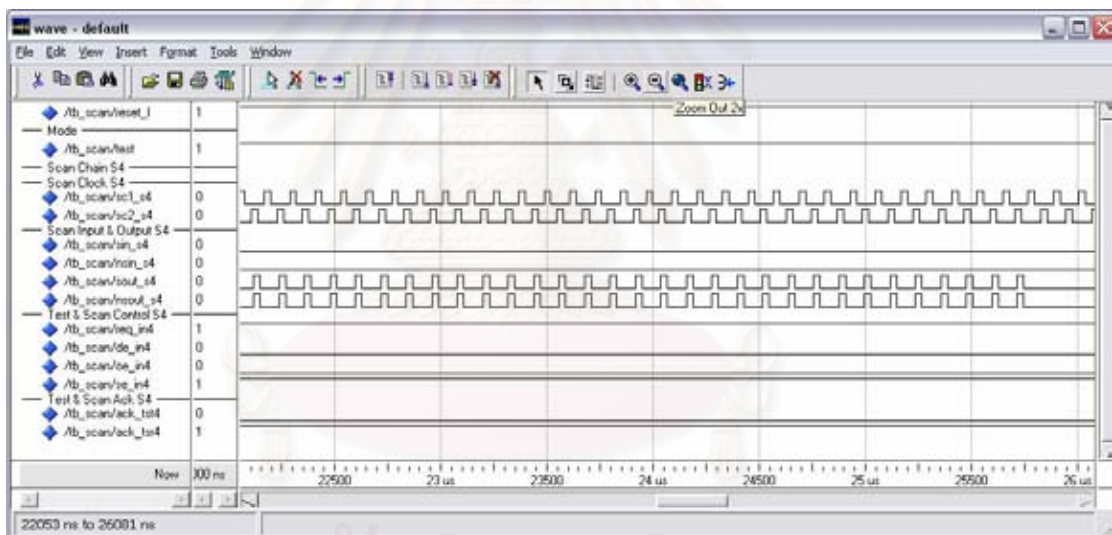 wave - default
File Edit View Insert Format Tools Window
Zoom Out 2x
/tb_scan/reset_l 1
Mode
/tb_scan/test 1
Scan Chain S4
Scan Clock S4
/tb_scan/sc1_s4 0
/tb_scan/sc2_s4 0
Scan Input & Output S4
/tb_scan/sin_s4 0
/tb_scan/nsin_s4 0
/tb_scan/sout_s4 0
/tb_scan/nsout_s4 0
Test & Scan Control S4
/tb_scan/req_in4 1
/tb_scan/de_in4 0
/tb_scan/oe_in4 0
/tb_scan/se_in4 1
Test & Scan Ack S4
/tb_scan/ack_tst4 0
/tb_scan/ack_tsr4 1
Now 000 ns
22500 23 us 23500 24 us 24500 25 us 25500 26 us
22053 ns to 26081 ns